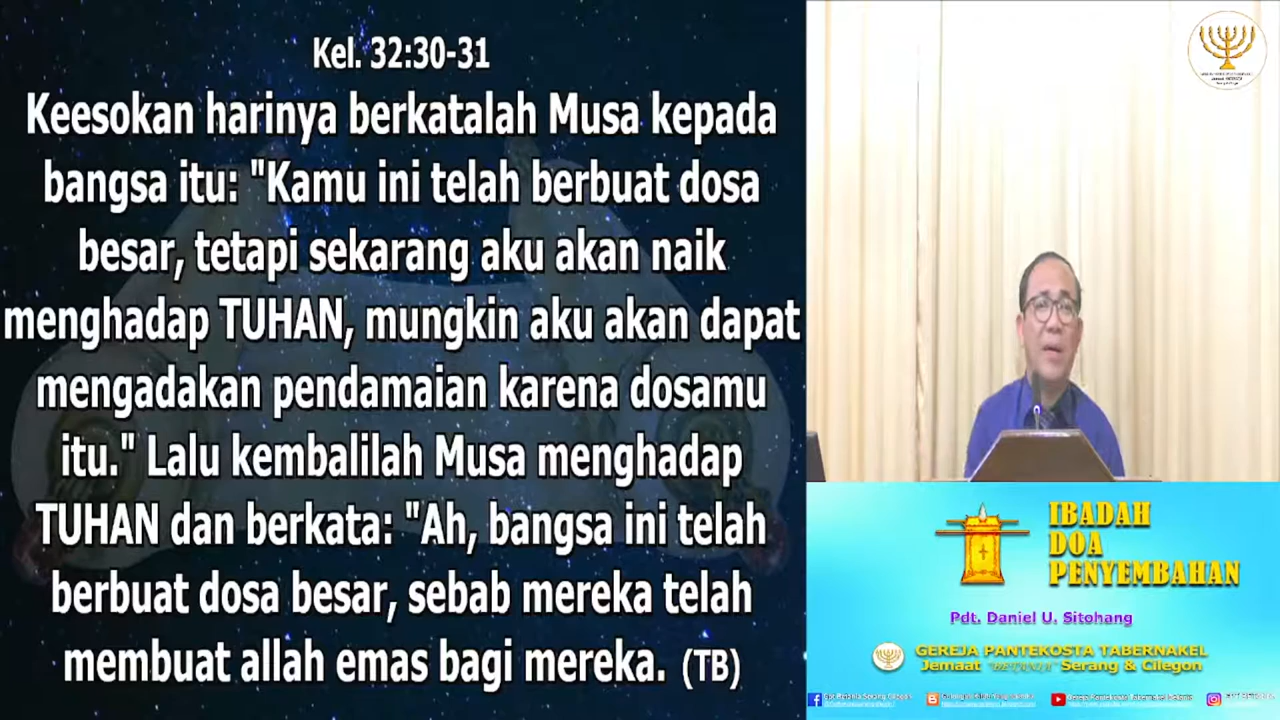 Kel. 32:30-31
Keesokan harinya berkatalah Musa kepada
bangsa itu: "Kamu ini telah berbuat dosa
besar, tetapi sekarang aku akan naik
menghadap TUHAN, mungkin aku akan dapat
mengadakan pendamaian karena dosamu
itu." Lalu kembalilah Musa menghadap
TUHAN dan berkata: "Ah, bangsa ini telah
berbuat dosa besar, sebab mereka telah
membuat allah emas bagi mereka. (TB)
IBADAH
DOA
PENYEMBAHAN
Pdt. Daniel U. Sitohang
GEREJA PANTEKOSTA TABERNAKEL
Jemaat Serang & Cilegon